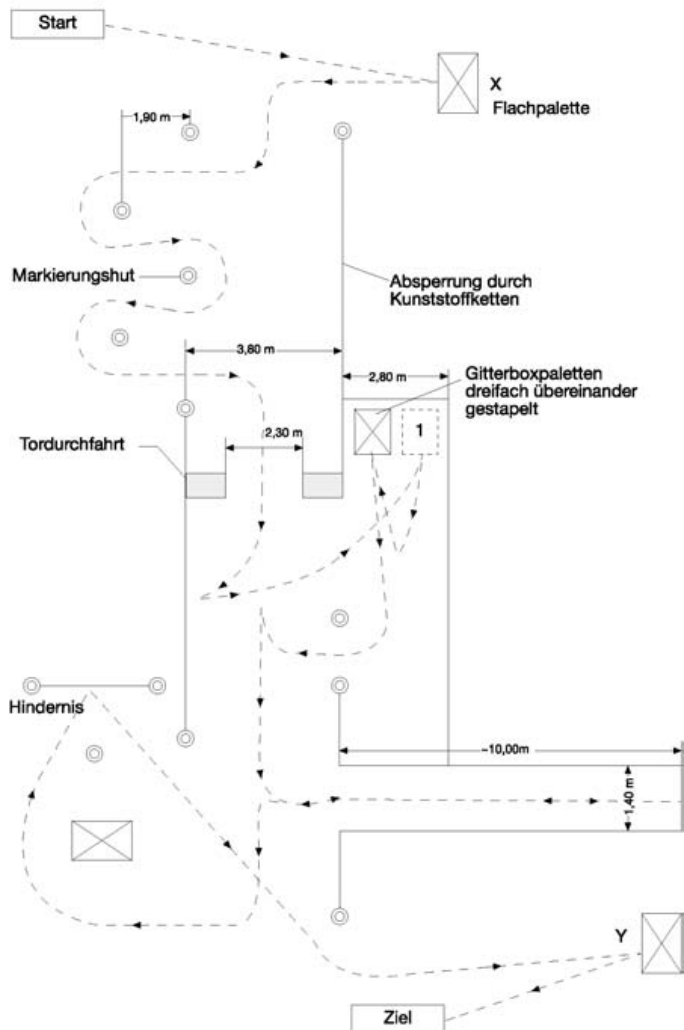 Start
X
Flachpalette
1,90 m
Markierungshut
Absperrung durch
Kunststoffketten
3,60 m
2,80 m
Gitterboxpaletten
dreifach übereinander
gestapelt
Tordurchfahrt
2,30 m
1
Hindernis
~10,00m
1,40 m
Y
Ziel